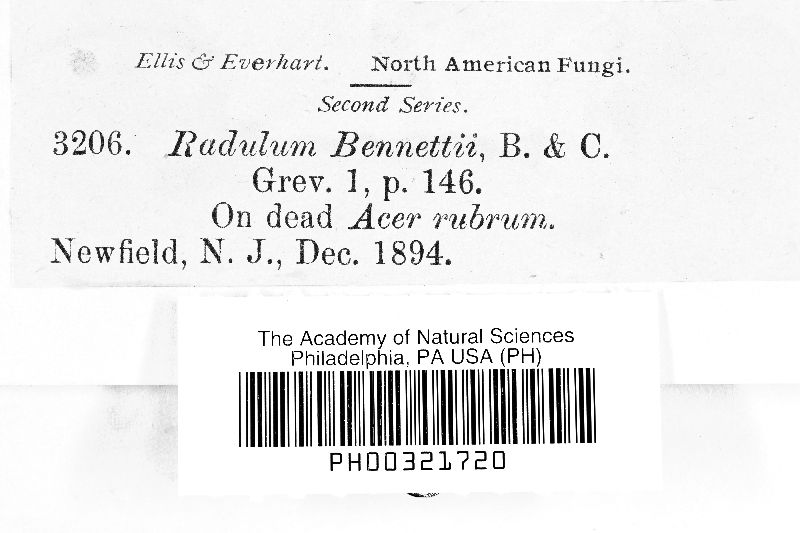 Ellis & Everhart. North American Fungi.
Second Series.
3206. Radulum Bennettii, B. & C.
Grev. 1, p. 146.
On dead Acer rubrum.
Newfield, N. J., Dec. 1894.
The Academy of Natural Sciences
Philadelphia, PA USA (PH)
PH00321720